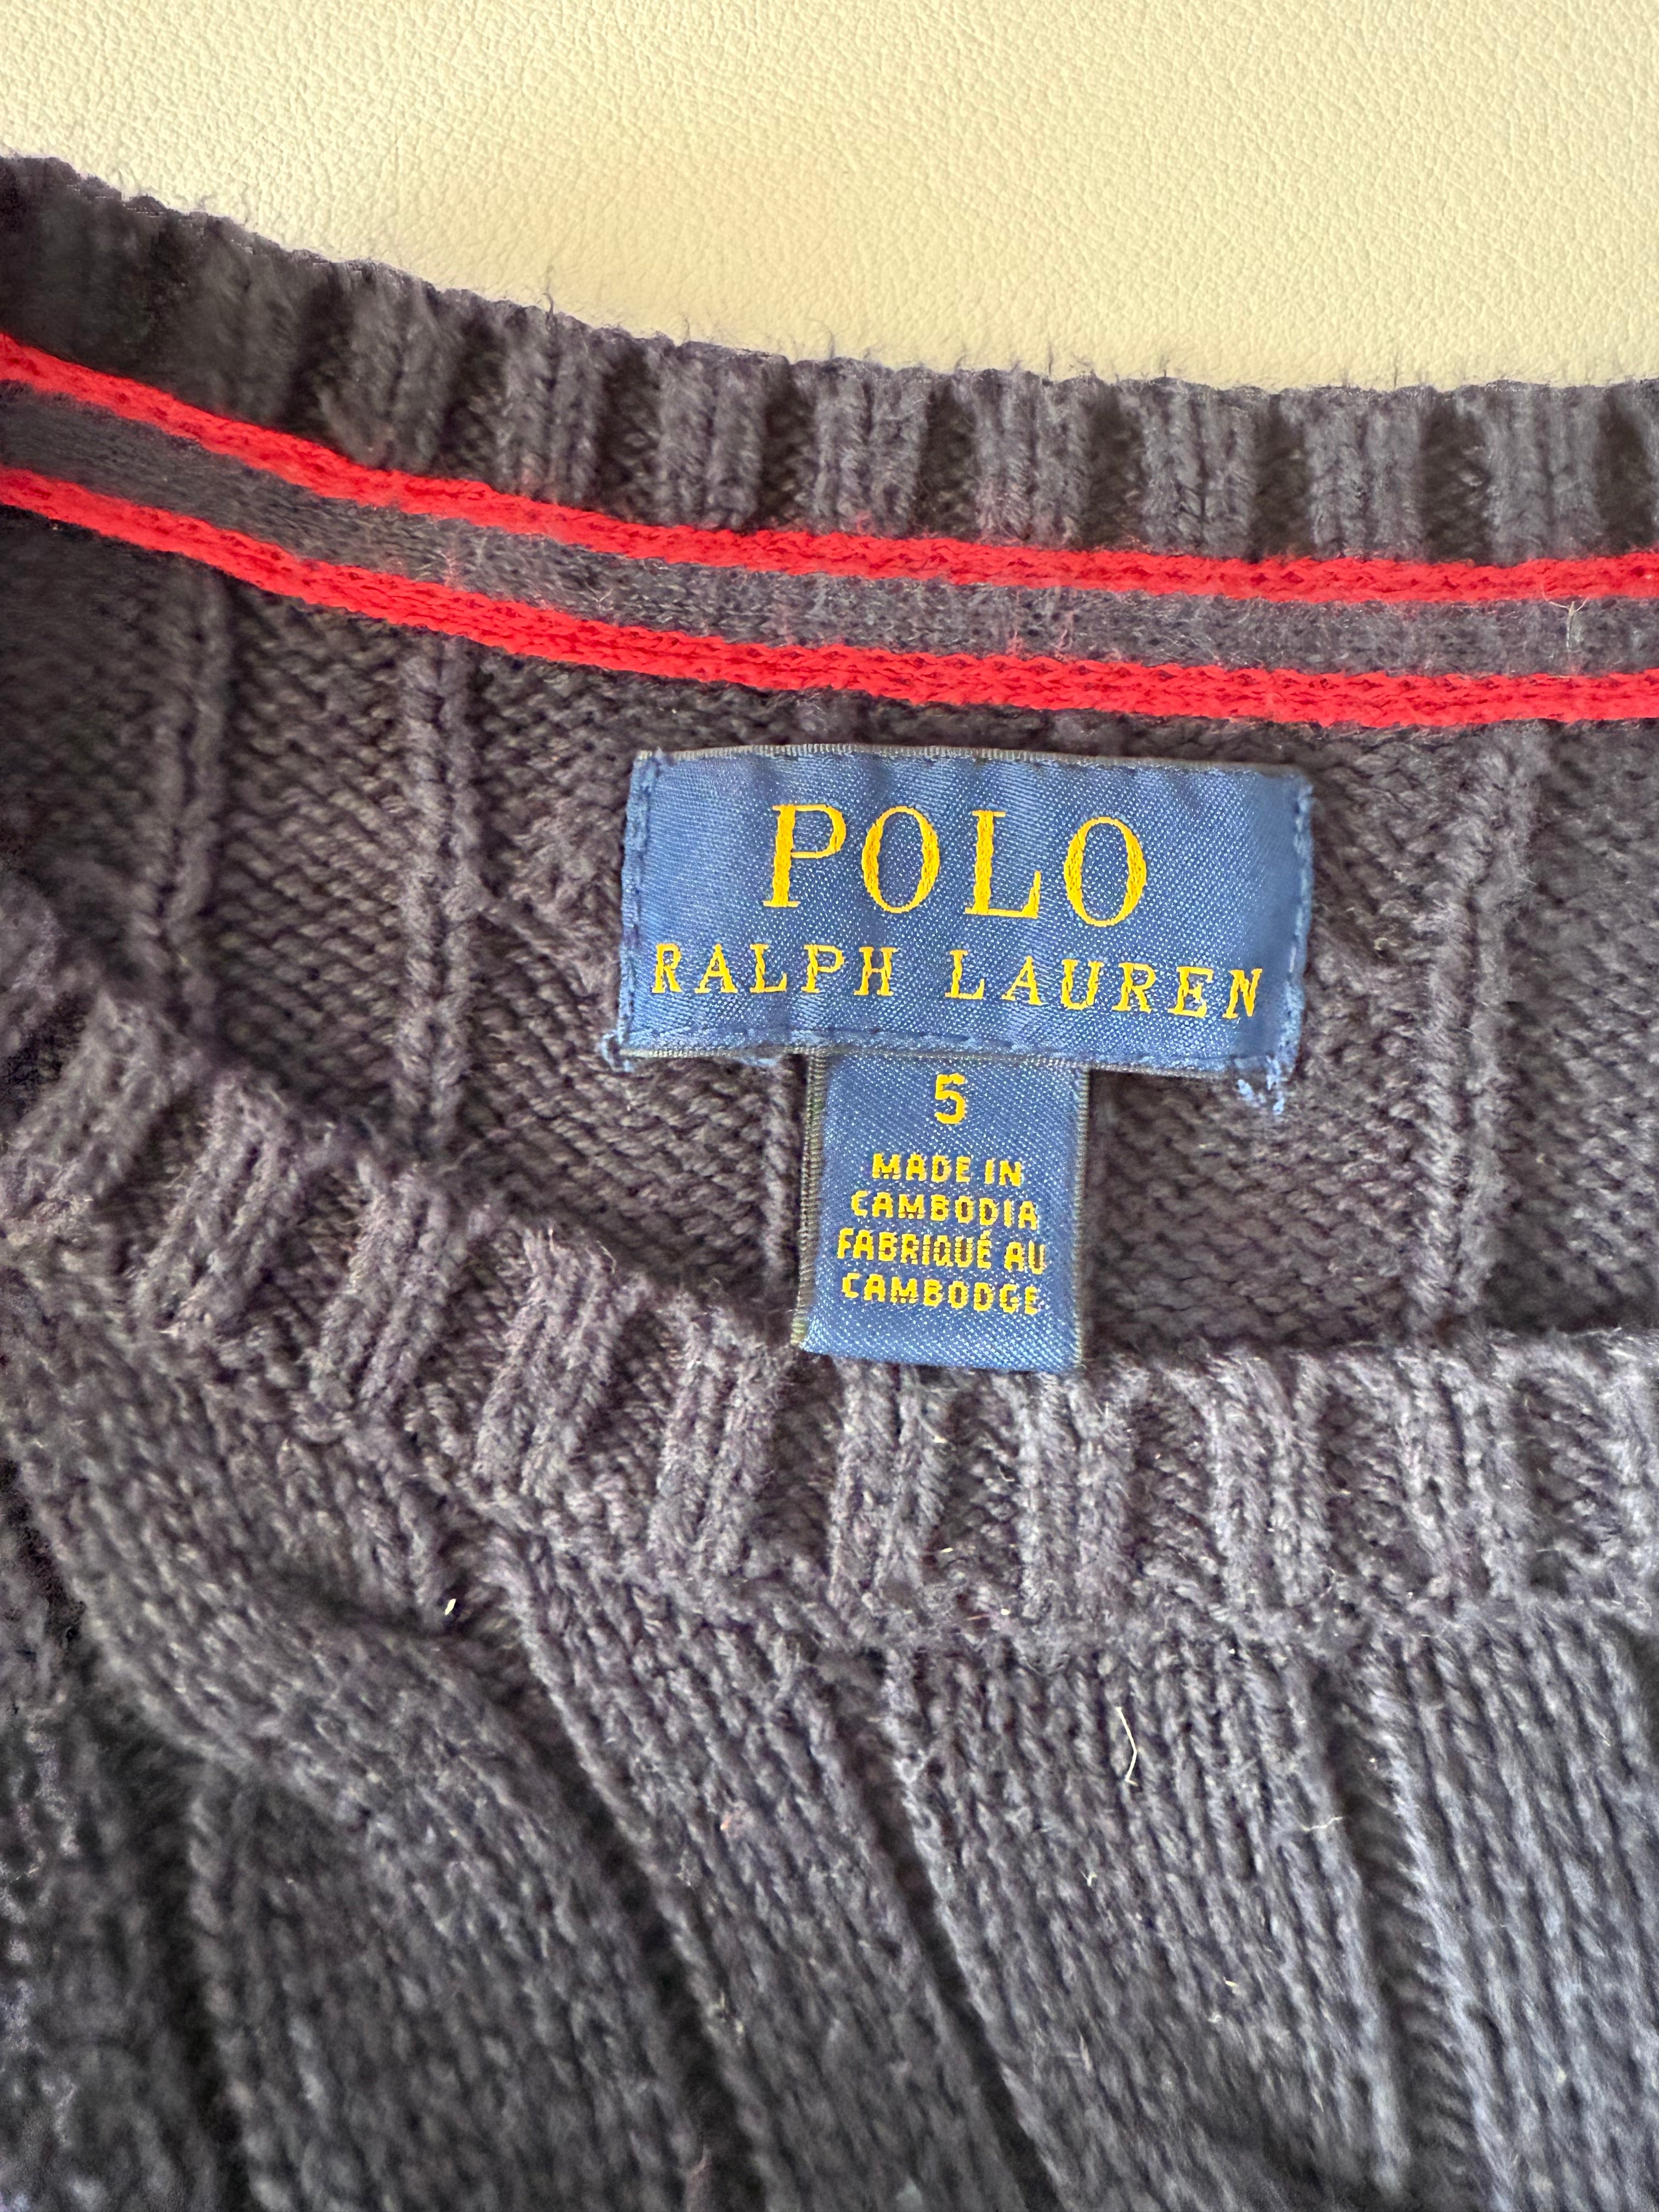 POLO
RALPH LAUREN
5
MADE IN
CAMBODIA
FABRIQUÉ AU
CAMBODGE